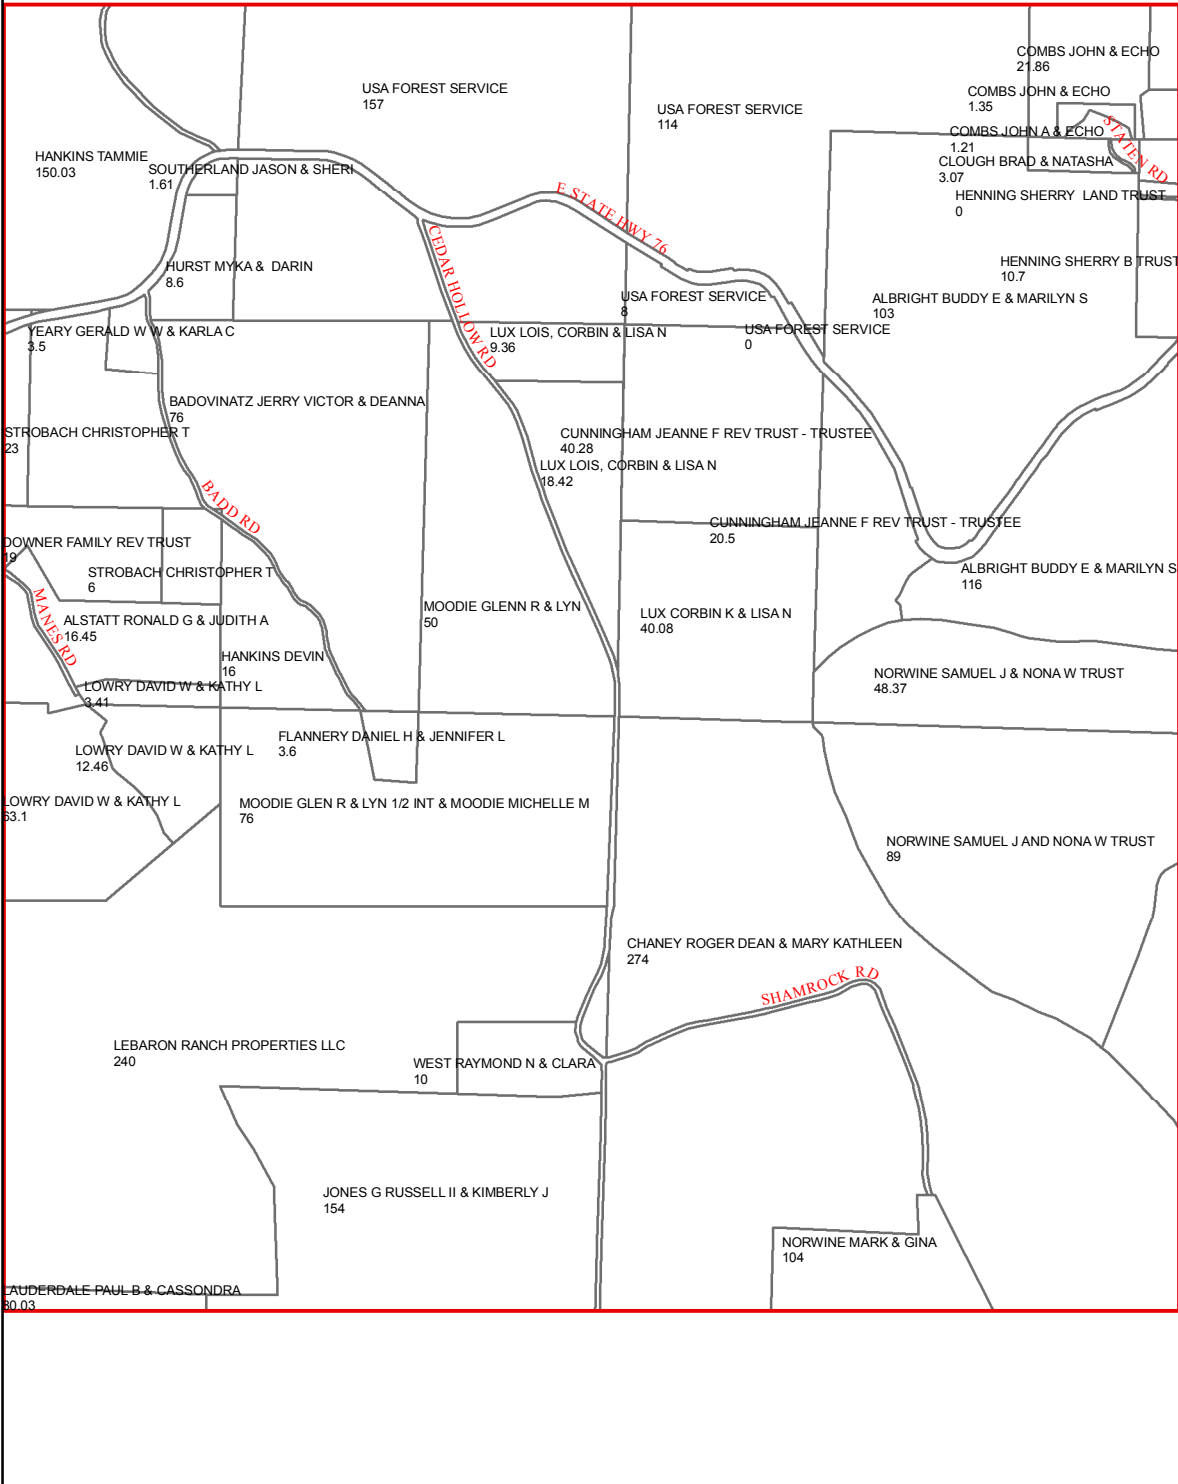 COMBS JOHN & ECHO
21.86
USA FOREST SERVICE
157
COMBS JOHN & ECHO
1.35
USA FOREST SERVICE
114
STATEN RD
COMBS JOHN A & ECHO
1.21
HANKINS TAMMIE
150.03
SOUTHERLAND JASON & SHERI
1.61
CLOUGH BRAD & NATASHA
3.07
HENNING SHERRY LAND TRUST
0
E STATE HWY 76
CEDAR HOLLOW RD
HURST MYKA & DARIN
8.6
HENNING SHERRY B TRUST
10.7
USA FOREST SERVICE
8
ALBRIGHT BUDDY E & MARILYN S
103
YEARY GERALD W W & KARLA C
3.5
LUX LOIS, CORBIN & LISA N
9.36
USA FOREST SERVICE
0
BADOVINATZ JERRY VICTOR & DEANNA
76
STROBACH CHRISTOPHER T
23
CUNNINGHAM JEANNE F REV TRUST - TRUSTEE
40.28
LUX LOIS, CORBIN & LISA N
18.42
BADD RD
CUNNINGHAM JEANNE F REV TRUST - TRUSTEE
20.5
DOWNER FAMILY REV TRUST
19
STROBACH CHRISTOPHER T
6
ALBRIGHT BUDDY E & MARILYN S
116
MANES RD
ALSTATT RONALD G & JUDITH A
16.45
MOODIE GLENN R & LYN
50
LUX CORBIN K & LISA N
40.08
HANKINS DEVIN
16
LOWRY DAVID W & KATHY L
3.41
NORWINE SAMUEL J & NONA W TRUST
48.37
FLANNERY DANIEL H & JENNIFER L
3.6
LOWRY DAVID W & KATHY L
12.46
LOWRY DAVID W & KATHY L
63.1
MOODIE GLEN R & LYN 1/2 INT & MOODIE MICHELLE M
76
NORWINE SAMUEL J AND NONA W TRUST
89
CHANEY ROGER DEAN & MARY KATHLEEN
274
SHAMROCK RD
LEBARON RANCH PROPERTIES LLC
240
WEST RAYMOND N & CLARA
10
JONES G RUSSELL II & KIMBERLY J
154
NORWINE MARK & GINA
104
LAUDERDALE PAUL B & CASSONDRA
80.03